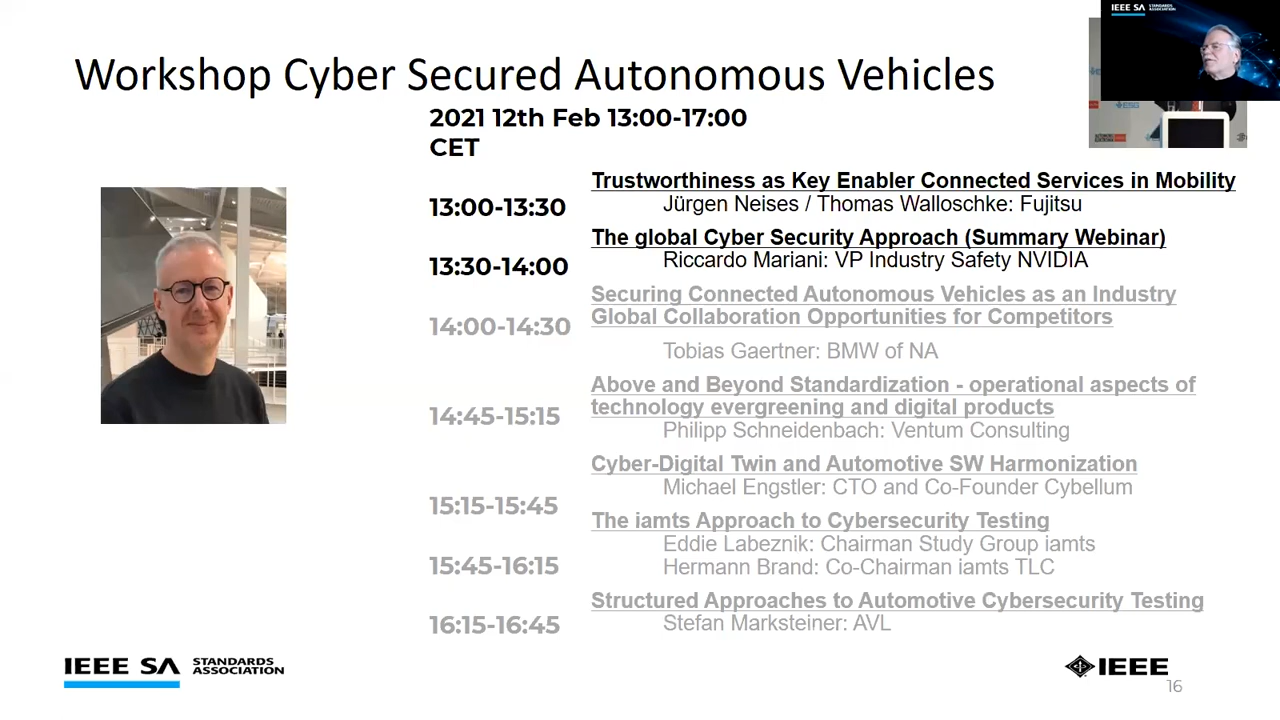 IEEE SA STANDARDS ASSOCIATION
Workshop Cyber Secured Autonomous Vehicles
2021 12th Feb 13:00-17:00
CET
13:00-13:30
Trustworthiness as Key Enabler Connected Services in Mobility
Jürgen Neises / Thomas Walloschke: Fujitsu
13:30-14:00
The global Cyber Security Approach (Summary Webinar)
Riccardo Mariani: VP Industry Safety NVIDIA
14:00-14:30
Securing Connected Autonomous Vehicles as an Industry
Global Collaboration Opportunities for Competitors
Tobias Gaertner: BMW of NA
14:45-15:15
Above and Beyond Standardization - operational aspects of
technology evergreening and digital products
Philipp Schneidenbach: Ventum Consulting
15:15-15:45
Cyber-Digital Twin and Automotive SW Harmonization
Michael Engstler: CTO and Co-Founder Cybellum
15:45-16:15
The iamts Approach to Cybersecurity Testing
Eddie Labeznik: Chairman Study Group iamts
Hermann Brand: Co-Chairman iamts TLC
16:15-16:45
Structured Approaches to Automotive Cybersecurity Testing
Stefan Marksteiner: AVL
IEEE SA STANDARDS ASSOCIATION
IEEE
16